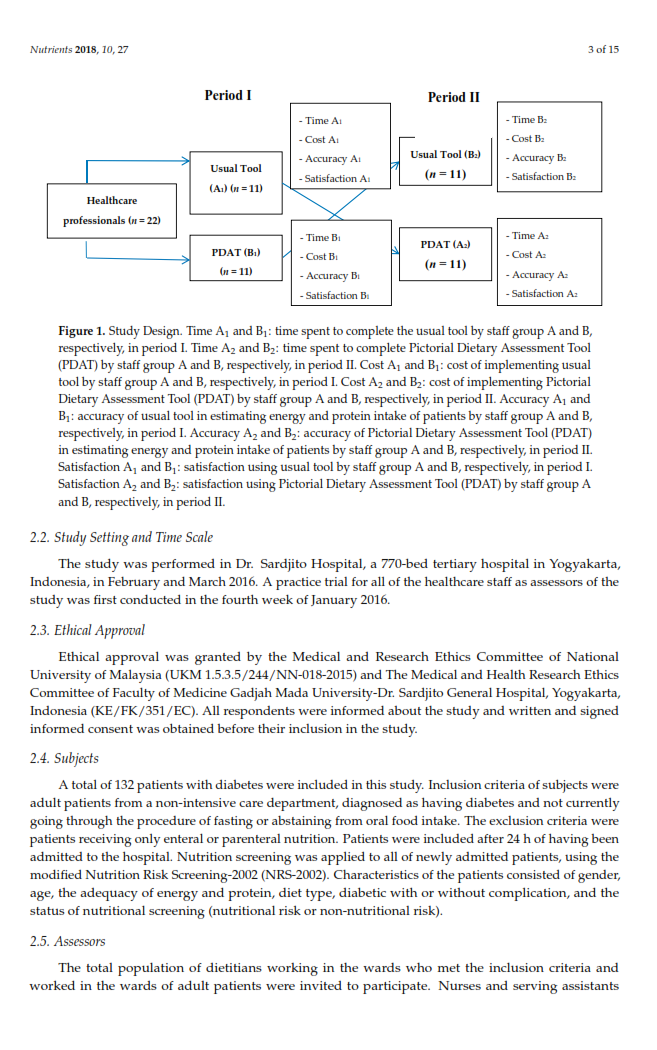 Nutrients 2018, 10, 27
3 of 15
Period I
Period II
Healthcare
professionals (n = 22)
Usual Tool
(A₁) (n = 11)
PDAT (B₁)
(n = 11)
- Time A₁
- Cost A₁
- Accuracy A₁
- Satisfaction A₁
- Time B₁
- Cost B₁
- Accuracy B₁
- Satisfaction B₁
Usual Tool (B₂)
(n = 11)
PDAT (A₂)
(n = 11)
- Time B₂
- Cost B₂
- Accuracy B₂
- Satisfaction B₂
- Time A₂
- Cost A₂
- Accuracy A₂
- Satisfaction A₂
Figure 1. Study Design. Time A₁ and B₁: time spent to complete the usual tool by staff group A and B,
respectively, in period I. Time A₂ and B₂: time spent to complete Pictorial Dietary Assessment Tool
(PDAT) by staff group A and B, respectively, in period II. Cost A₁ and B₁: cost of implementing usual
tool by staff group A and B, respectively, in period I. Cost A₂ and B₂: cost of implementing Pictorial
Dietary Assessment Tool (PDAT) by staff group A and B, respectively, in period II. Accuracy A₁ and
B₁: accuracy of usual tool in estimating energy and protein intake of patients by staff group A and B,
respectively, in period I. Accuracy A₂ and B₂: accuracy of Pictorial Dietary Assessment Tool (PDAT)
in estimating energy and protein intake of patients by staff group A and B, respectively, in period II.
Satisfaction A₁ and B₁: satisfaction using usual tool by staff group A and B, respectively, in period I.
Satisfaction A₂ and B₂: satisfaction using Pictorial Dietary Assessment Tool (PDAT) by staff group A
and B, respectively, in period II.
2.2. Study Setting and Time Scale
The study was performed in Dr. Sardjito Hospital, a 770-bed tertiary hospital in Yogyakarta,
Indonesia, in February and March 2016. A practice trial for all of the healthcare staff as assessors of the
study was first conducted in the fourth week of January 2016.
2.3. Ethical Approval
Ethical approval was granted by the Medical and Research Ethics Committee of National
University of Malaysia (UKM 1.5.3.5/244/NN-018-2015) and The Medical and Health Research Ethics
Committee of Faculty of Medicine Gadjah Mada University-Dr. Sardjito General Hospital, Yogyakarta,
Indonesia (KE/FK/351/EC). All respondents were informed about the study and written and signed
informed consent was obtained before their inclusion in the study.
2.4. Subjects
A total of 132 patients with diabetes were included in this study. Inclusion criteria of subjects were
adult patients from a non-intensive care department, diagnosed as having diabetes and not currently
going through the procedure of fasting or abstaining from oral food intake. The exclusion criteria were
patients receiving only enteral or parenteral nutrition. Patients were included after 24 h of having been
admitted to the hospital. Nutrition screening was applied to all of newly admitted patients, using the
modified Nutrition Risk Screening-2002 (NRS-2002). Characteristics of the patients consisted of gender,
age, the adequacy of energy and protein, diet type, diabetic with or without complication, and the
status of nutritional screening (nutritional risk or non-nutritional risk).
2.5. Assessors
The total population of dietitians working in the wards who met the inclusion criteria and
worked in the wards of adult patients were invited to participate. Nurses and serving assistants